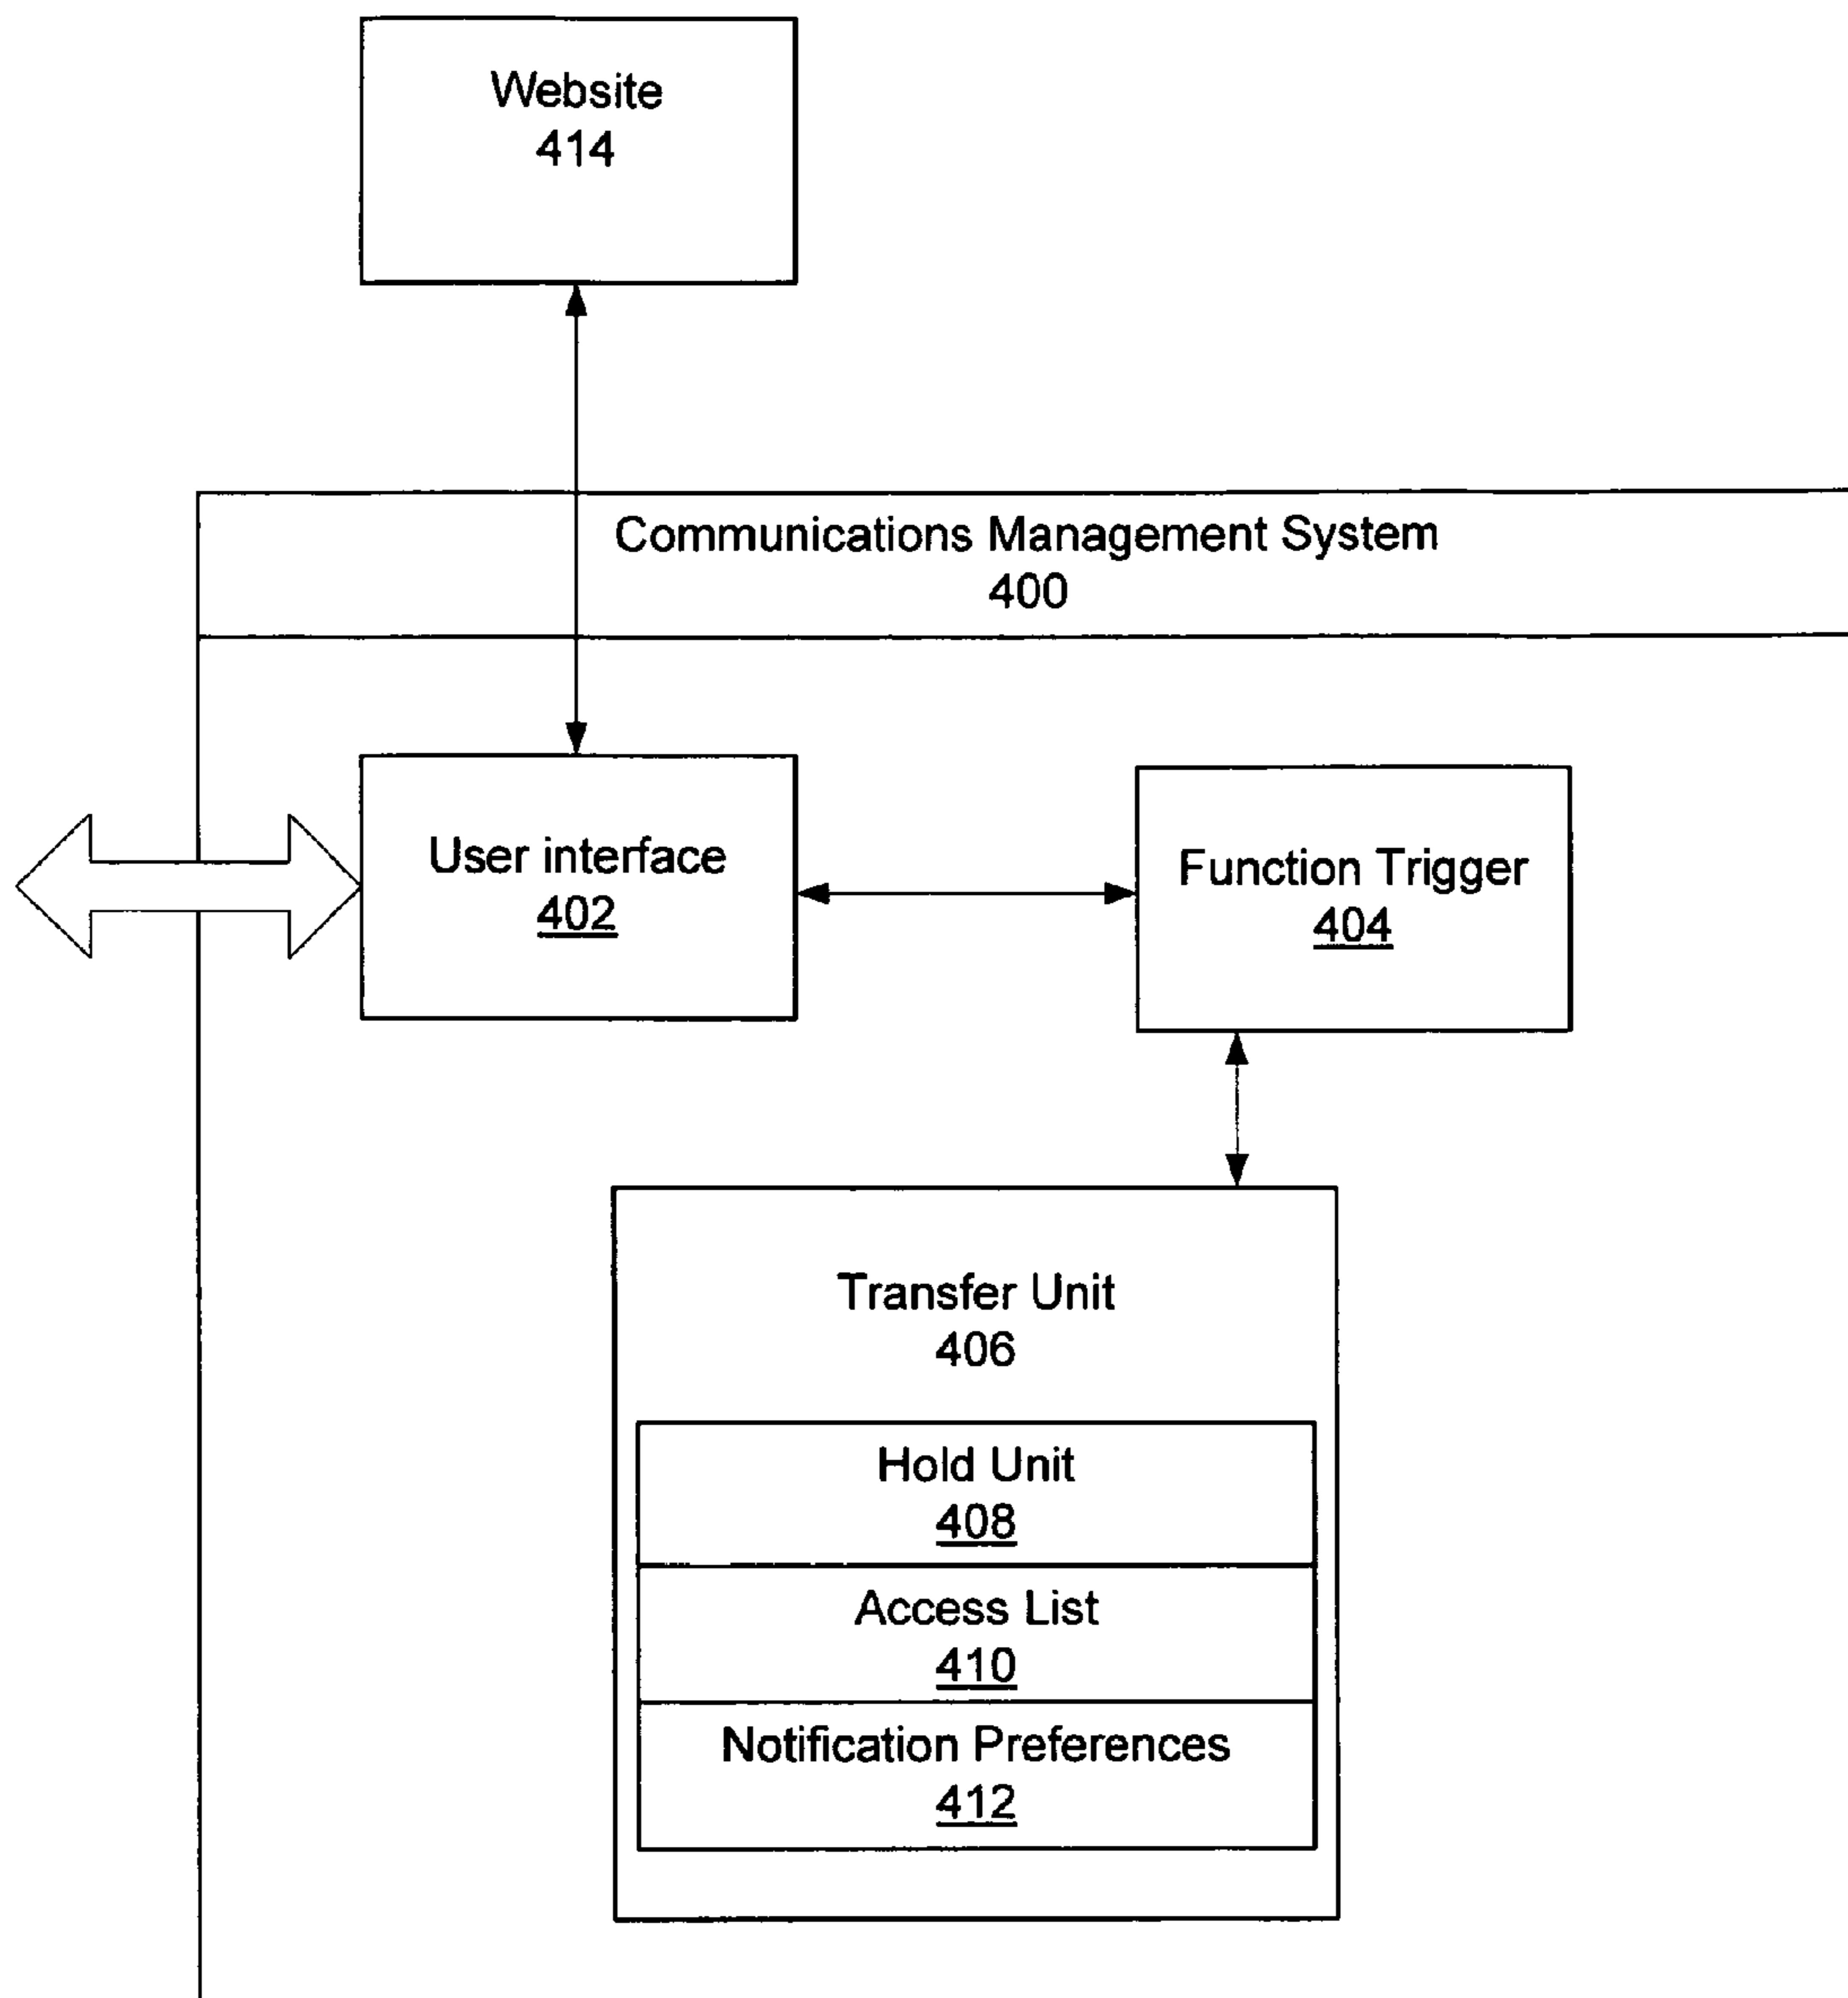 Website
414
Communications Management System
400
User interface
402
Function Trigger
404
Transfer Unit
406
Hold Unit
408
Access List
410
Notification Preferences
412